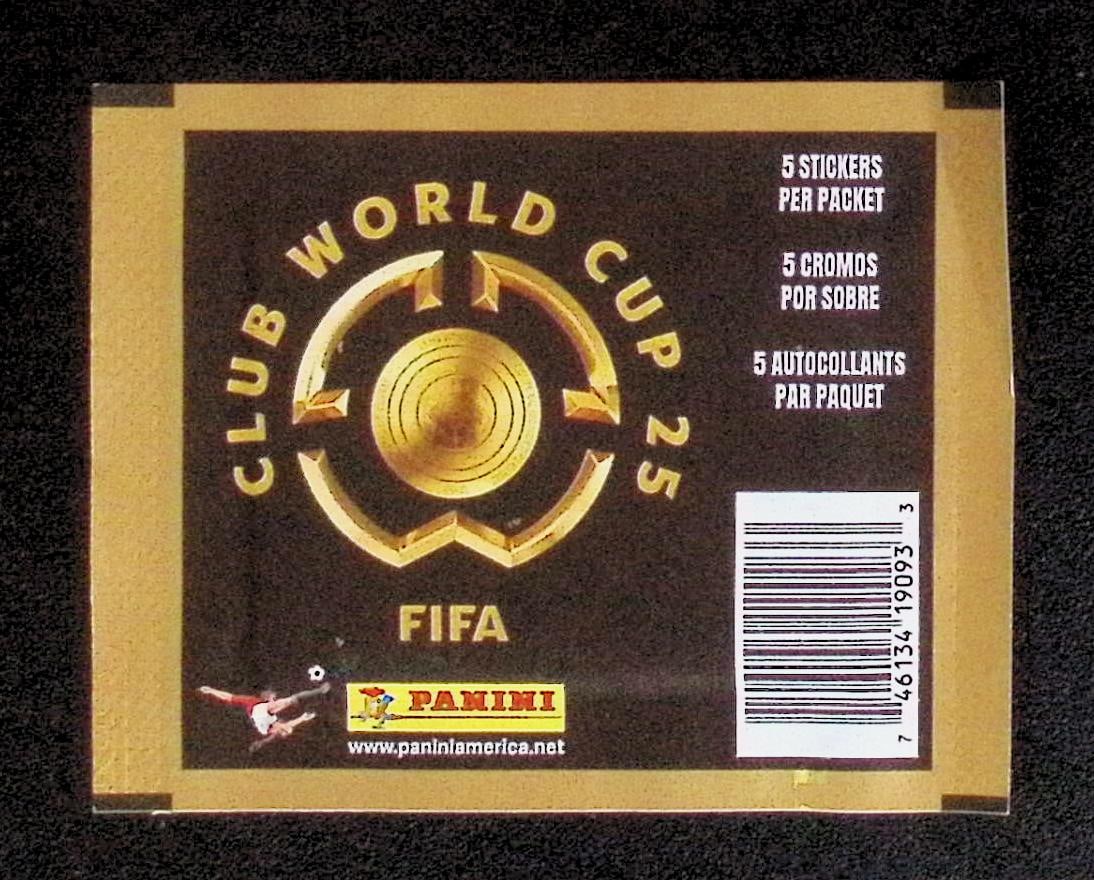 CLUB WORLD CUP 25
FIFA
PANINI
www.paniniamerica.net
5 STICKERS
PER PACKET
5 CROMOS
POR SOBRE
5 AUTOCOLLANTS
PAR PAQUET
7 46134 19093 3